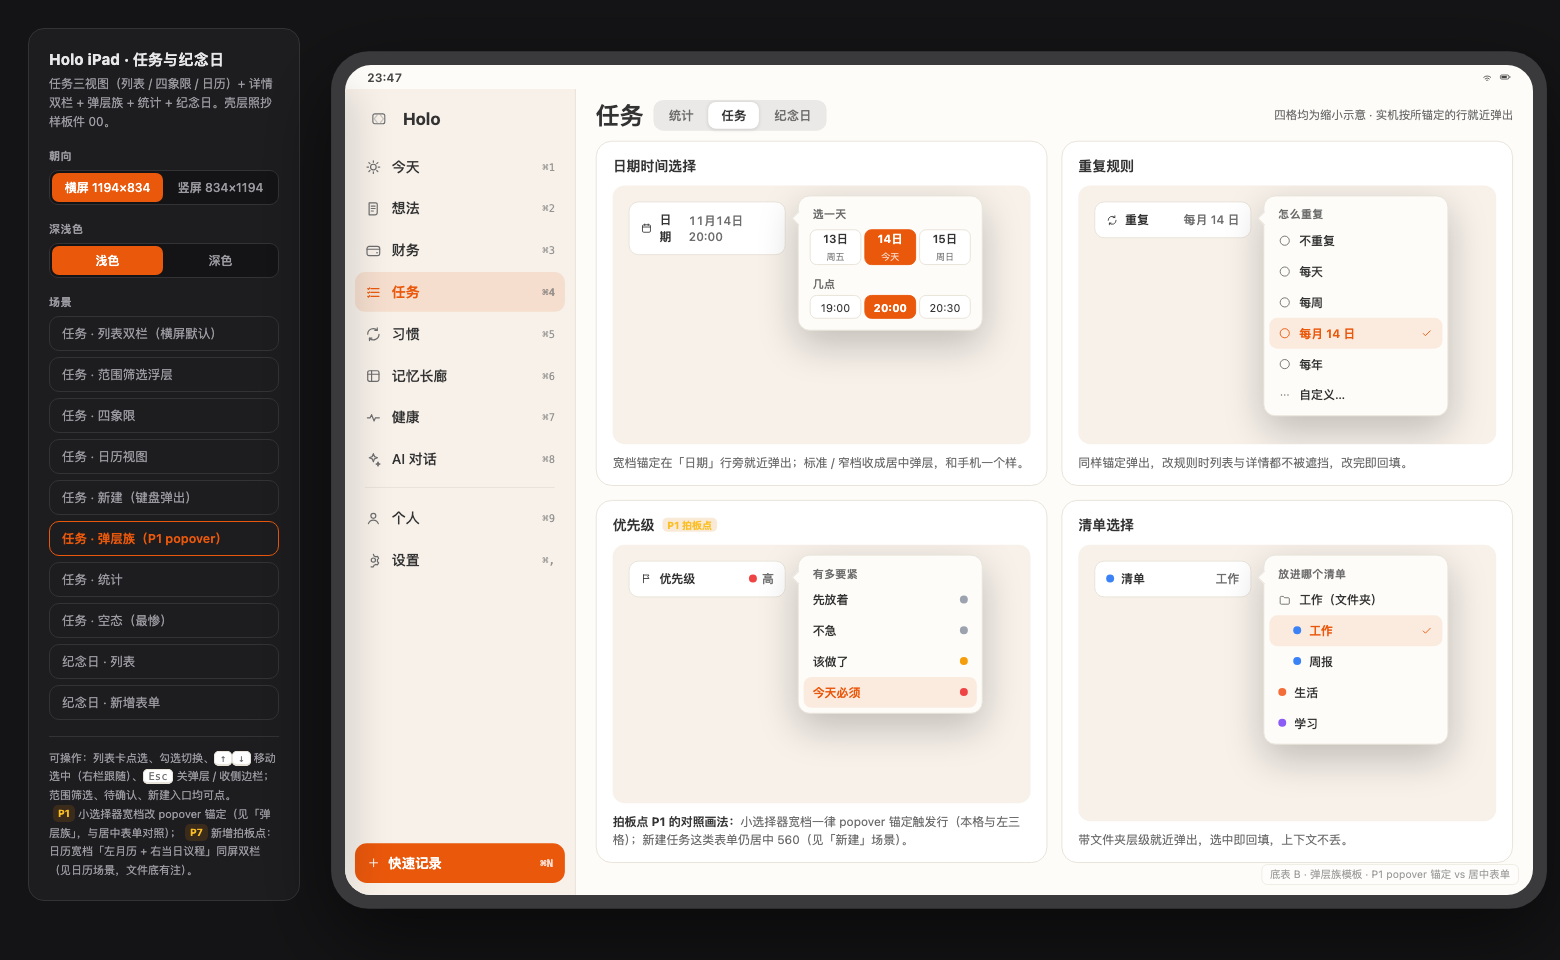 Holo iPad · 任务与纪念日
任务三视图（列表 / 四象限 / 日历）+ 详情
双栏 + 弹层族 + 统计 + 纪念日。壳层照抄
样板件 00。
朝向
横屏 1194×834
竖屏 834×1194
深浅色
浅色
深色
场景
任务 · 列表双栏（横屏默认）
任务 · 范围筛选浮层
任务 · 四象限
任务 · 日历视图
任务 · 新建（键盘弹出）
任务 · 弹层族（P1 popover）
任务 · 统计
任务 · 空态（最惨）
纪念日 · 列表
纪念日 · 新增表单
可操作：列表卡点选、勾选切换、↑ ↓ 移动
选中（右栏跟随）、Esc 关弹层 / 收侧边栏；
范围筛选、待确认、新建入口均可点。
P1 小选择器宽档改 popover 锚定（见「弹
层族」，与居中表单对照）； P7 新增拍板点：
日历宽档「左月历 + 右当日议程」同屏双栏
（见日历场景，文件底有注）。
23:47
Holo
今天 ⌘1
想法 ⌘2
财务 ⌘3
任务 ⌘4
习惯 ⌘5
记忆长廊 ⌘6
健康 ⌘7
AI 对话 ⌘8
个人 ⌘9
设置 ⌘,
+ 快速记录 ⌘N
任务
统计
任务
纪念日
四格均为缩小示意 · 实机按所锚定的行就近弹出
日期时间选择
日期
11月14日
20:00
选一天
13日 14日 15日
周五 今天 周日
几点
19:00 20:00 20:30
宽档锚定在「日期」行旁就近弹出；标准 / 窄档收成居中弹层，和手机一个样。
重复规则
重复 每月 14 日
怎么重复
不重复
每天
每周
每月 14 日
每年
自定义…
同样锚定弹出，改规则时列表与详情都不被遮挡，改完即回填。
优先级 P1 拍板点
优先级 高
有多要紧
先放着
不急
该做了
今天必须
拍板点 P1 的对照画法：小选择器宽档一律 popover 锚定触发行（本格与左三
格）；新建任务这类表单仍居中 560（见「新建」场景）。
清单选择
清单 工作
放进哪个清单
工作（文件夹）
工作
周报
生活
学习
带文件夹层级就近弹出，选中即回填，上下文不丢。
底表 B · 弹层族模板 · P1 popover 锚定 vs 居中表单